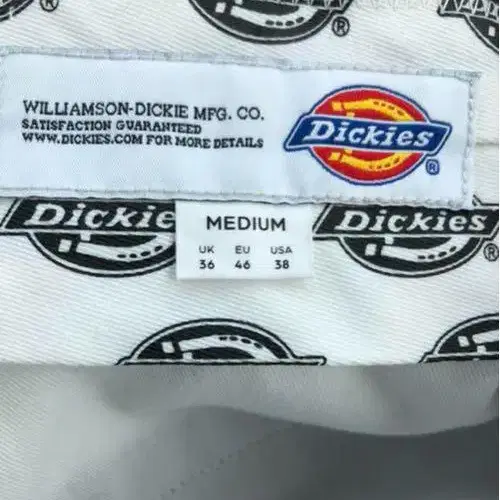 WILLIAMSON-DICKIE MFG. CO.
SATISFACTION GUARANTEED
WWW.DICKIES.COM FOR MORE DETAILS
Dickies ®
Dickie
MEDIUM
UK EU USA
36 46 38
Dickies ®